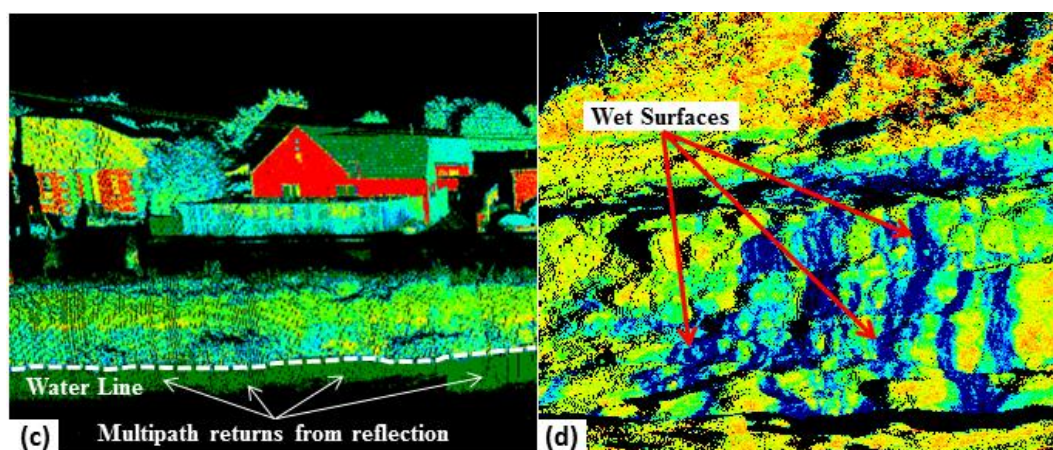 Wet Surfaces
Water Line
(c)
Multipath returns from reflection
(d)